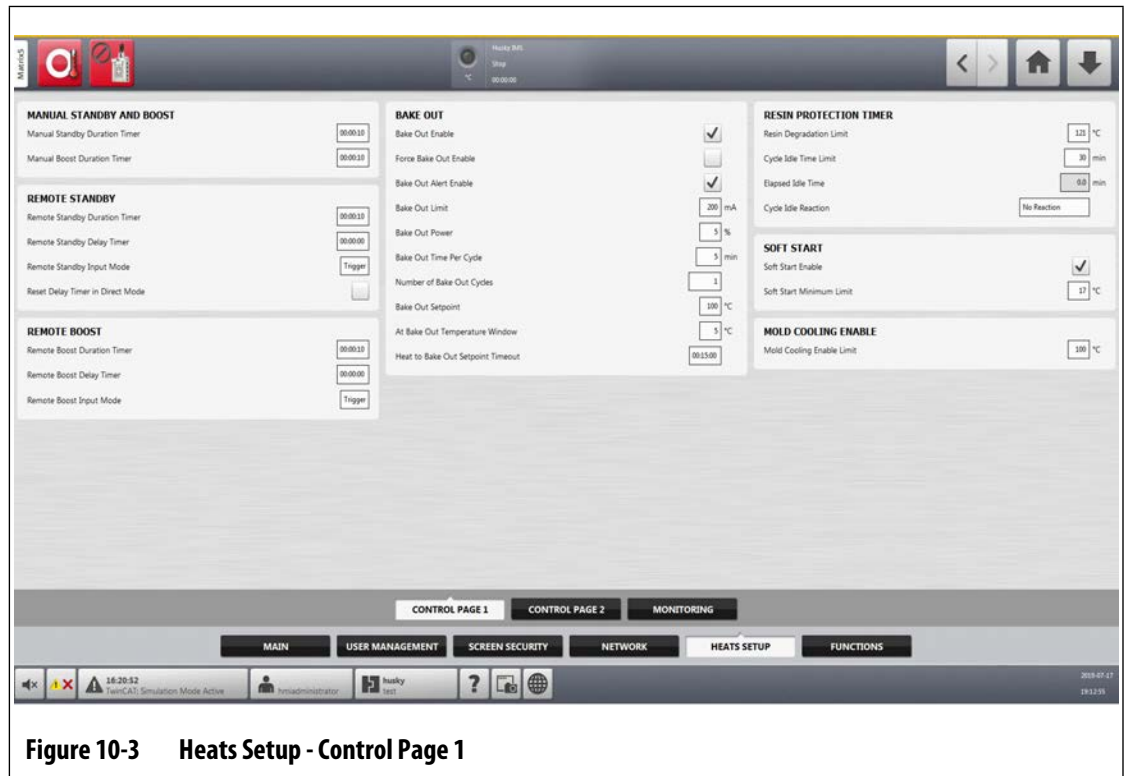 Matrix5
Husky IMS
Stop
°C 00:00:00
MANUAL STANDBY AND BOOST
Manual Standby Duration Timer 00:00:10
Manual Boost Duration Timer 00:00:10
REMOTE STANDBY
Remote Standby Duration Timer 00:00:10
Remote Standby Delay Timer 00:00:00
Remote Standby Input Mode Trigger
Reset Delay Timer in Direct Mode
REMOTE BOOST
Remote Boost Duration Timer 00:00:10
Remote Boost Delay Timer 00:00:00
Remote Boost Input Mode Trigger
BAKE OUT
Bake Out Enable
Force Bake Out Enable
Bake Out Alert Enable
Bake Out Limit 200 mA
Bake Out Power 5 %
Bake Out Time Per Cycle 5 min
Number of Bake Out Cycles 1
Bake Out Setpoint 100 °C
At Bake Out Temperature Window 5 °C
Heat to Bake Out Setpoint Timeout 00:15:00
RESIN PROTECTION TIMER
Resin Degradation Limit 121 °C
Cycle Idle Time Limit 30 min
Elapsed Idle Time 0.0 min
Cycle Idle Reaction No Reaction
SOFT START
Soft Start Enable
Soft Start Minimum Limit 17 °C
MOLD COOLING ENABLE
Mold Cooling Enable Limit 100 °C
CONTROL PAGE 1 CONTROL PAGE 2 MONITORING
MAIN USER MANAGEMENT SCREEN SECURITY NETWORK HEATS SETUP FUNCTIONS
16:20:52
TwinCAT: Simulation Mode Active
hmiadministrator
husky
test
?
2019-07-17
19:12:55
Figure 10-3 Heats Setup - Control Page 1